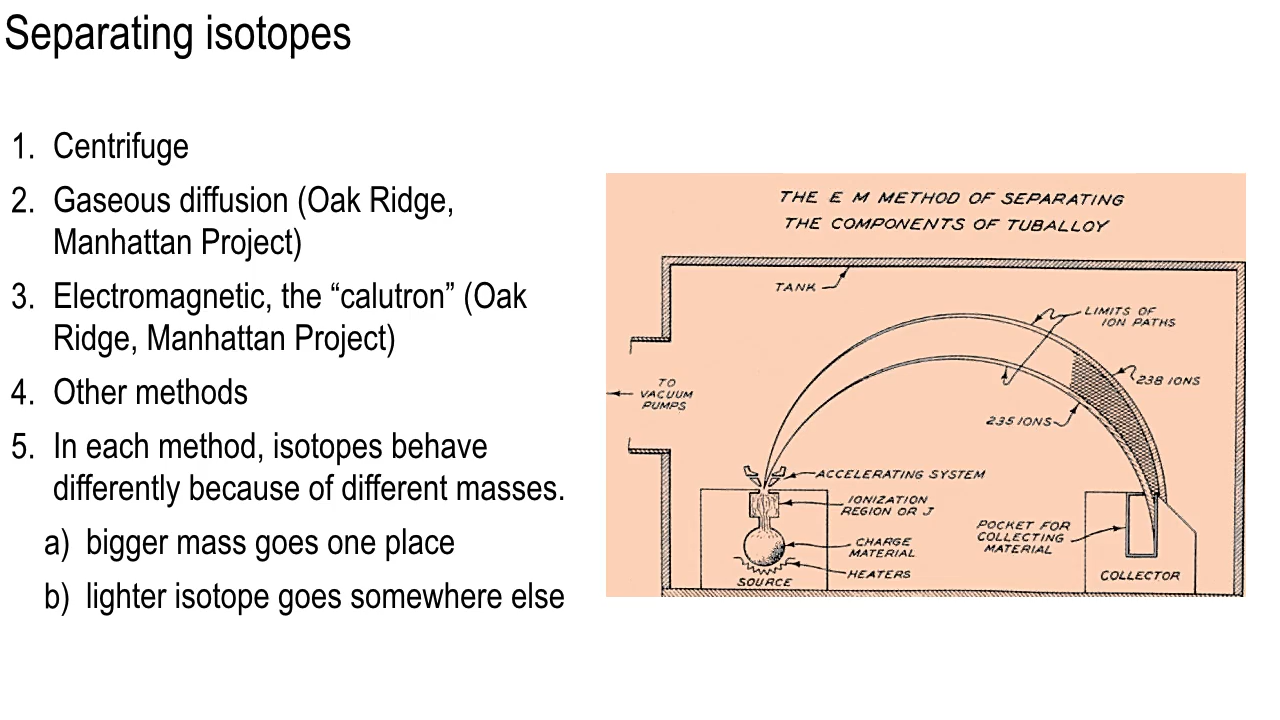 Separating isotopes
1. Centrifuge
2. Gaseous diffusion (Oak Ridge,
Manhattan Project)
3. Electromagnetic, the “calutron” (Oak
Ridge, Manhattan Project)
4. Other methods
5. In each method, isotopes behave
differently because of different masses.
a) bigger mass goes one place
b) lighter isotope goes somewhere else
THE E M METHOD OF SEPARATING
THE COMPONENTS OF TUBALLOY
TANK
LIMITS OF
ION PATHS
TO
VACUUM
PUMPS
238 IONS
235 IONS
ACCELERATING SYSTEM
IONIZATION
REGION OR J
CHARGE
MATERIAL
HEATERS
SOURCE
POCKET FOR
COLLECTING
MATERIAL
COLLECTOR